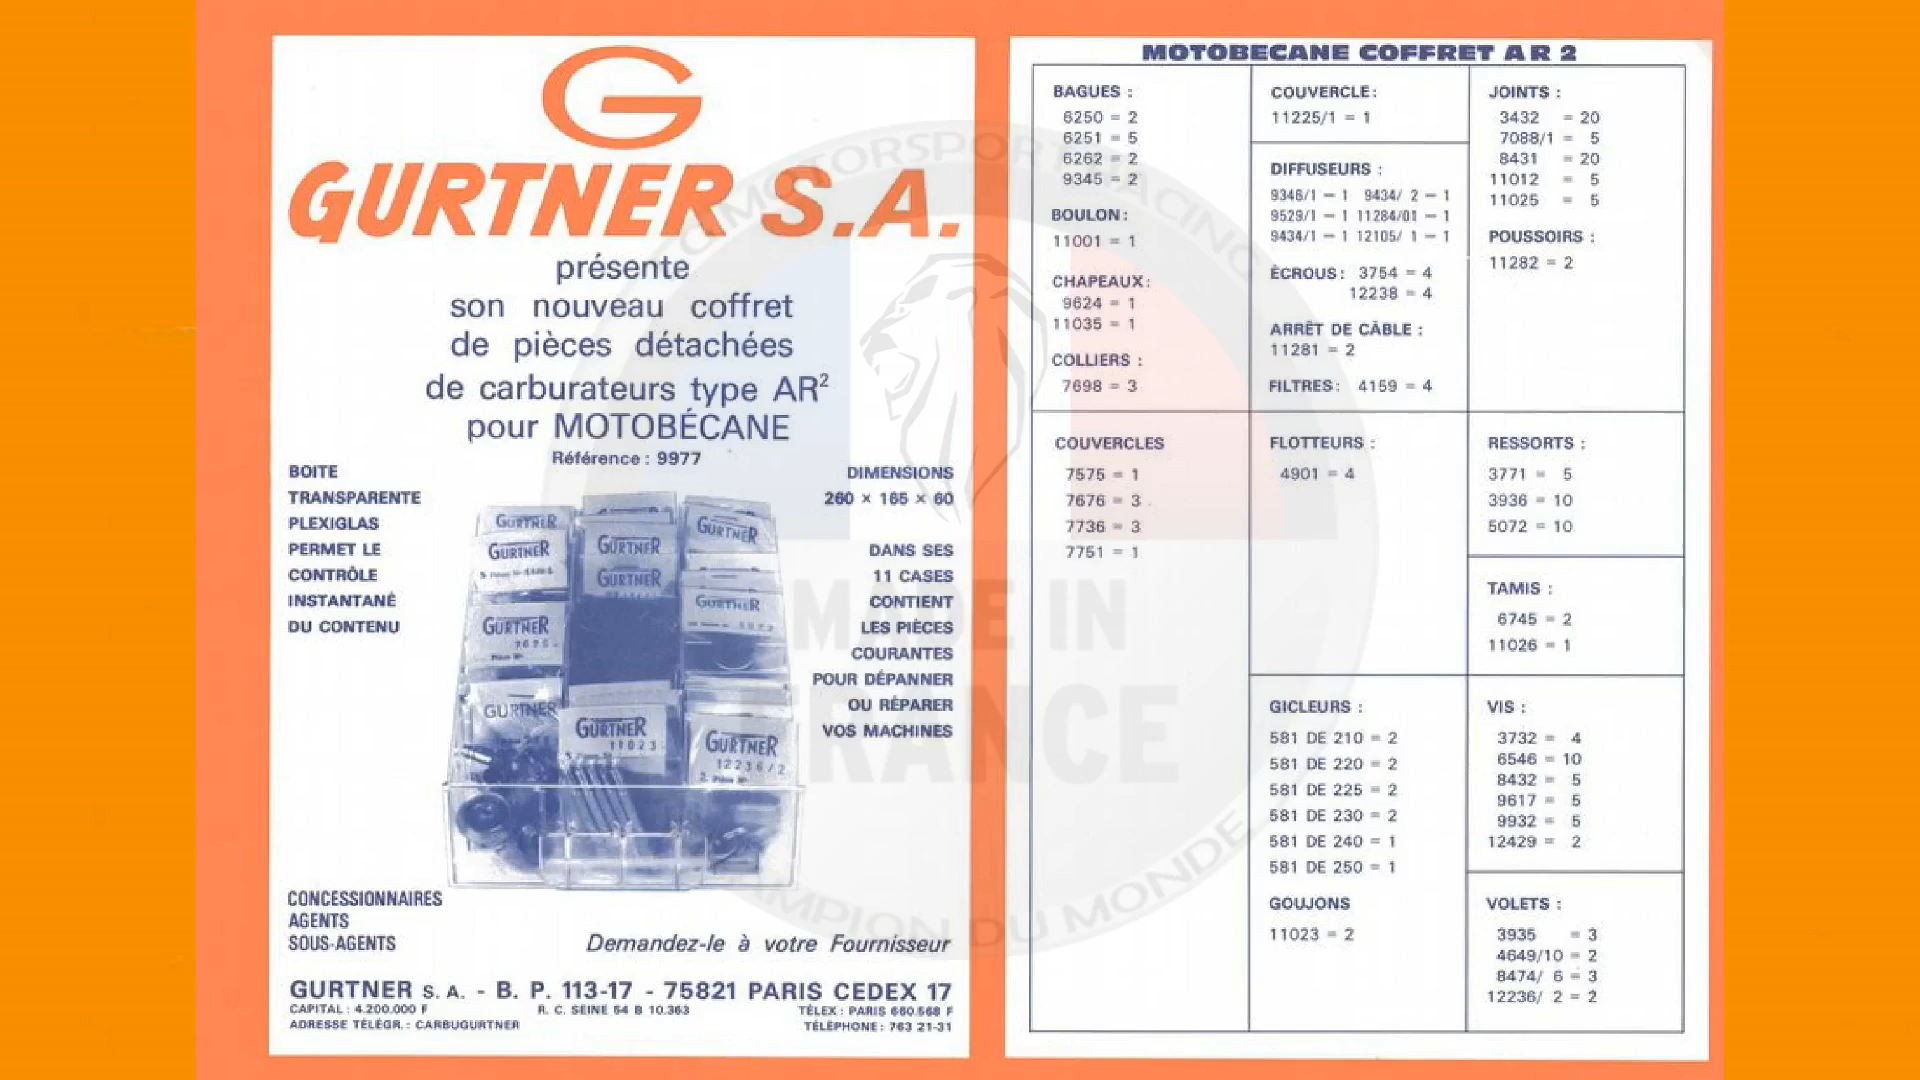 G
GURTNER S.A.
présente
son nouveau coffret
de pièces détachées
de carburateurs type AR²
pour MOTOBÉCANE
Référence : 9977
BOITE
TRANSPARENTE
PLEXIGLAS
PERMET LE
CONTRÔLE
INSTANTANÉ
DU CONTENU
DIMENSIONS
260 × 165 × 60
DANS SES
11 CASES
CONTIENT
LES PIÈCES
COURANTES
POUR DÉPANNER
OU RÉPARER
VOS MACHINES
GURTNER
GURTNER
GURTNER
GURTNER
GURTNER
GURTNER
GURTNER
7675
GURTNER
GURTNER
11023
GURTNER
12236/2
CONCESSIONNAIRES
AGENTS
SOUS-AGENTS
Demandez-le à votre Fournisseur
GURTNER S. A. - B. P. 113-17 - 75821 PARIS CEDEX 17
CAPITAL : 4.200.000 F R. C. SEINE 54 B 10.363 TÉLEX : PARIS 660.568 F
ADRESSE TÉLÉGR. : CARBUGURTNER TÉLÉPHONE : 763 21-31
MOTOBECANE COFFRET A R 2
BAGUES :
6250 = 2
6251 = 5
6262 = 2
9345 = 2
BOULON :
11001 = 1
CHAPEAUX :
9624 = 1
11035 = 1
COLLIERS :
7698 = 3
COUVERCLE :
11225/1 = 1
DIFFUSEURS :
9346/1 — 1 9434/ 2 — 1
9529/1 — 1 11284/01 — 1
9434/1 — 1 12105/ 1 — 1
ÈCROUS : 3754 = 4
12238 = 4
ARRÊT DE CÂBLE :
11281 = 2
FILTRES : 4159 = 4
JOINTS :
3432 = 20
7088/1 = 5
8431 = 20
11012 = 5
11025 = 5
POUSSOIRS :
11282 = 2
COUVERCLES
7575 = 1
7676 = 3
7736 = 3
7751 = 1
FLOTTEURS :
4901 = 4
RESSORTS :
3771 = 5
3936 = 10
5072 = 10
TAMIS :
6745 = 2
11026 = 1
GICLEURS :
581 DE 210 = 2
581 DE 220 = 2
581 DE 225 = 2
581 DE 230 = 2
581 DE 240 = 1
581 DE 250 = 1
GOUJONS
11023 = 2
VIS :
3732 = 4
6546 = 10
8432 = 5
9617 = 5
9932 = 5
12429 = 2
VOLETS :
3935 = 3
4649/10 = 2
8474/ 6 = 3
12236/ 2 = 2
MADE IN
FRANCE
DU MONDE